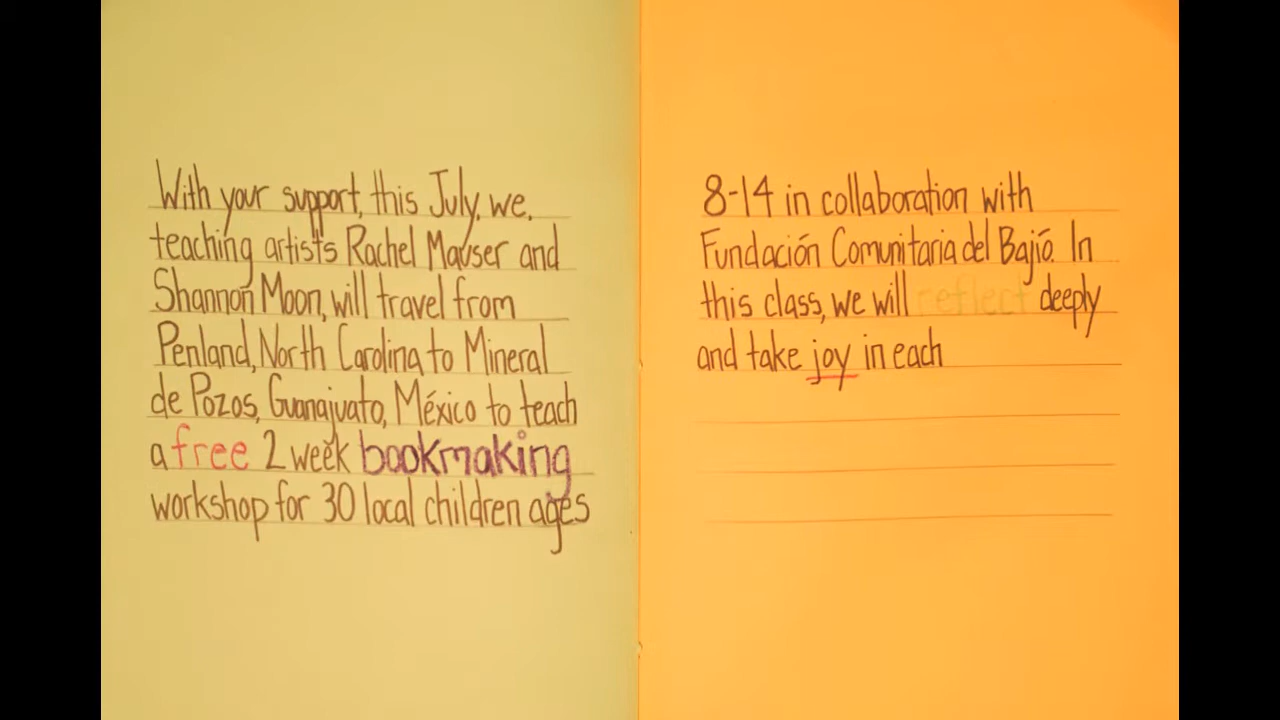 With your support, this July, we,
teaching artists Rachel Mauser and
Shannon Moon, will travel from
Penland, North Carolina to Mineral
de Pozos, Guanajuato, México to teach
a free 2 week bookmaking
workshop for 30 local children ages
8-14 in collaboration with
Fundación Comunitaria del Bajío. In
this class, we will reflect deeply
and take joy in each